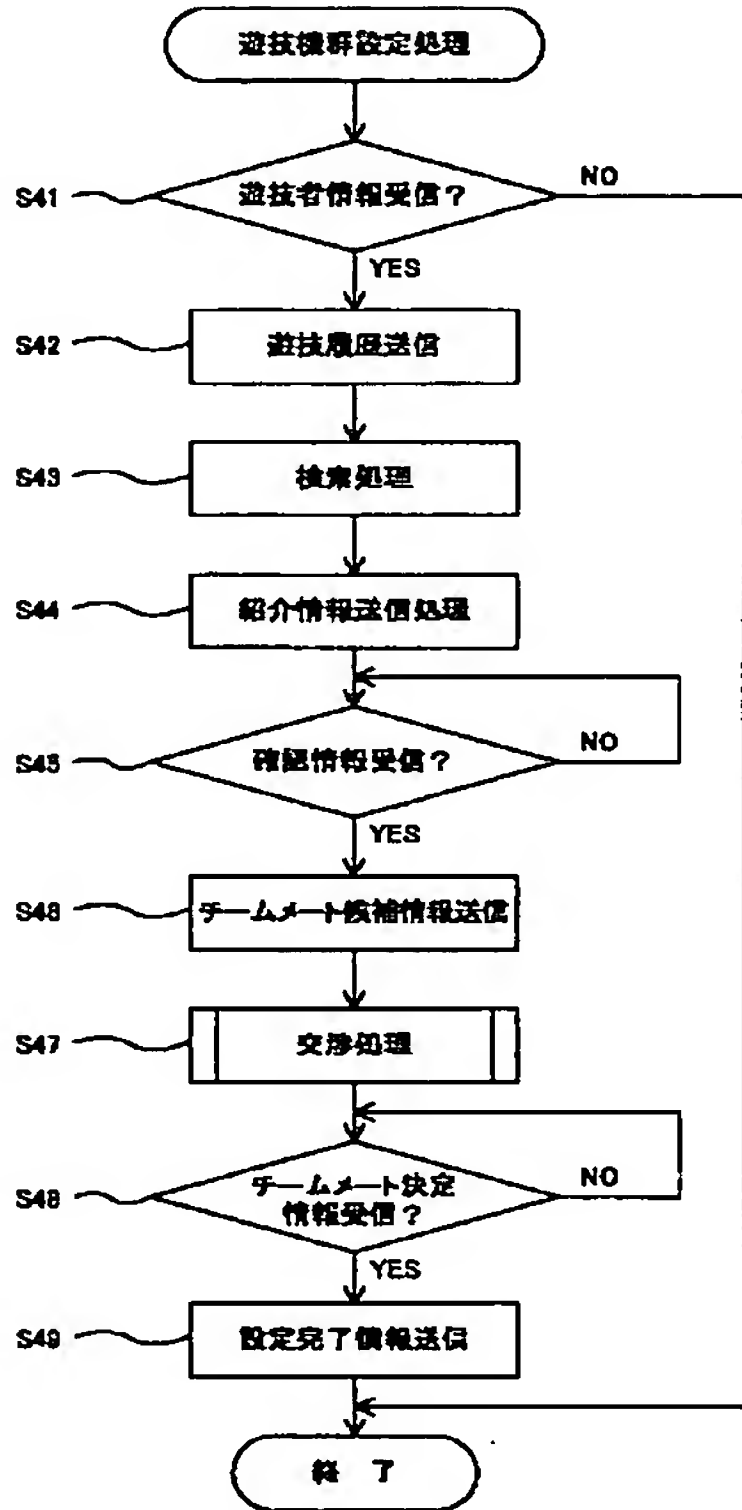 遊技機群設定処理
S41
遊技者情報受信？
NO
YES
S42
遊技履歴送信
S43
検索処理
S44
紹介情報送信処理
S45
確認情報受信？
NO
YES
S46
チームメート候補情報送信
S47
交渉処理
S48
チームメート決定
情報受信？
NO
YES
S49
設定完了情報送信
終 了